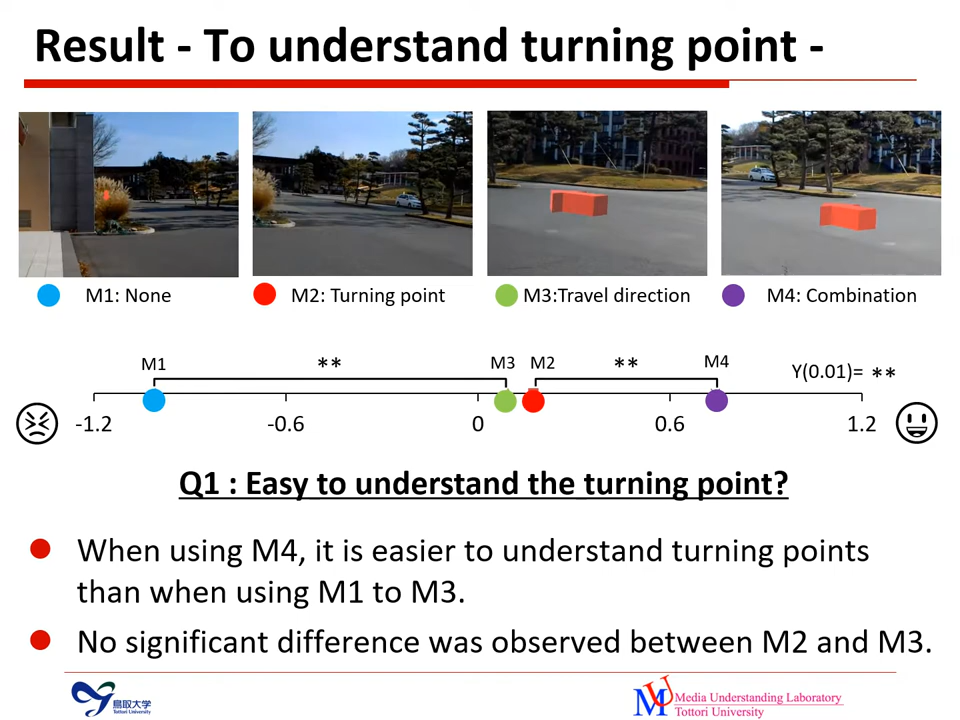 Result - To understand turning point -
M1: None
M2: Turning point
M3:Travel direction
M4: Combination
M1
**
M3
M2
**
M4
Y(0.01)= **
-1.2
-0.6
0
0.6
1.2
Q1 : Easy to understand the turning point?
When using M4, it is easier to understand turning points
than when using M1 to M3.
No significant difference was observed between M2 and M3.
鳥取大学
Tottori University
MU Media Understanding Laboratory
Tottori University